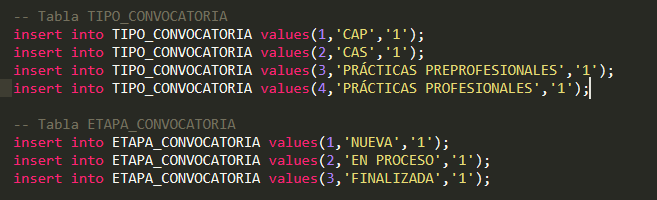 -- Tabla TIPO_CONVOCATORIA
insert into TIPO_CONVOCATORIA values(1,'CAP','1');
insert into TIPO_CONVOCATORIA values(2,'CAS','1');
insert into TIPO_CONVOCATORIA values(3,'PRÁCTICAS PREPROFESIONALES','1');
insert into TIPO_CONVOCATORIA values(4,'PRÁCTICAS PROFESIONALES','1');
-- Tabla ETAPA_CONVOCATORIA
insert into ETAPA_CONVOCATORIA values(1,'NUEVA','1');
insert into ETAPA_CONVOCATORIA values(2,'EN PROCESO','1');
insert into ETAPA_CONVOCATORIA values(3,'FINALIZADA','1');